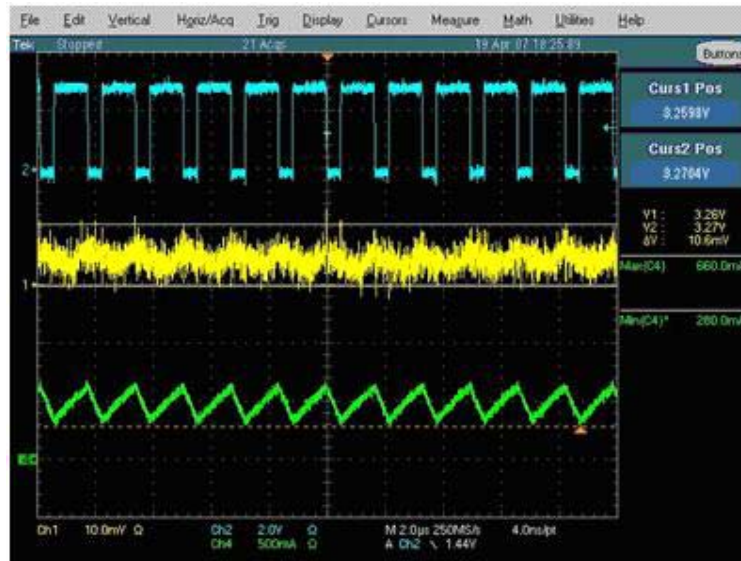 File Edit Vertical Horiz/Acq Trig Display Cursors Measure Math Utilities Help
Tek Stopped 21 Acqs 19 Apr 07 18:25:89
Buttons
Curs1 Pos
3.2598V
Curs2 Pos
3.2704V
V1: 3.26V
V2: 3.27V
ΔV: 10.6mV
Max(C4) 660.0m
Min(C4)* 280.0m
2
1
Ch1 10.0mV Ω Ch2 2.0V Ω M 2.0µs 250MS/s 4.0ns/pt
Ch4 500mA Ω A Ch2 \ 1.44V